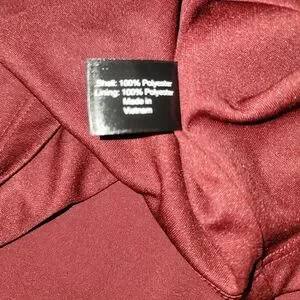 Shell: 100% Polyester
Lining: 100% Polyester
Made in
Vietnam